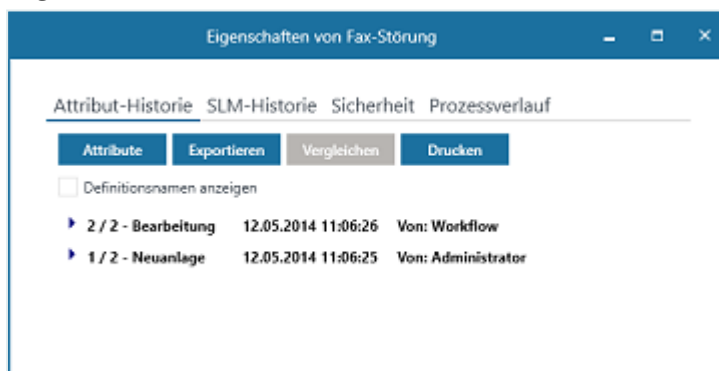 Eigenschaften von Fax-Störung
Attribut-Historie SLM-Historie Sicherheit Prozessverlauf
Attribute Exportieren Vergleichen Drucken
Definitionsnamen anzeigen
2 / 2 - Bearbeitung 12.05.2014 11:06:26 Von: Workflow
1 / 2 - Neuanlage 12.05.2014 11:06:25 Von: Administrator